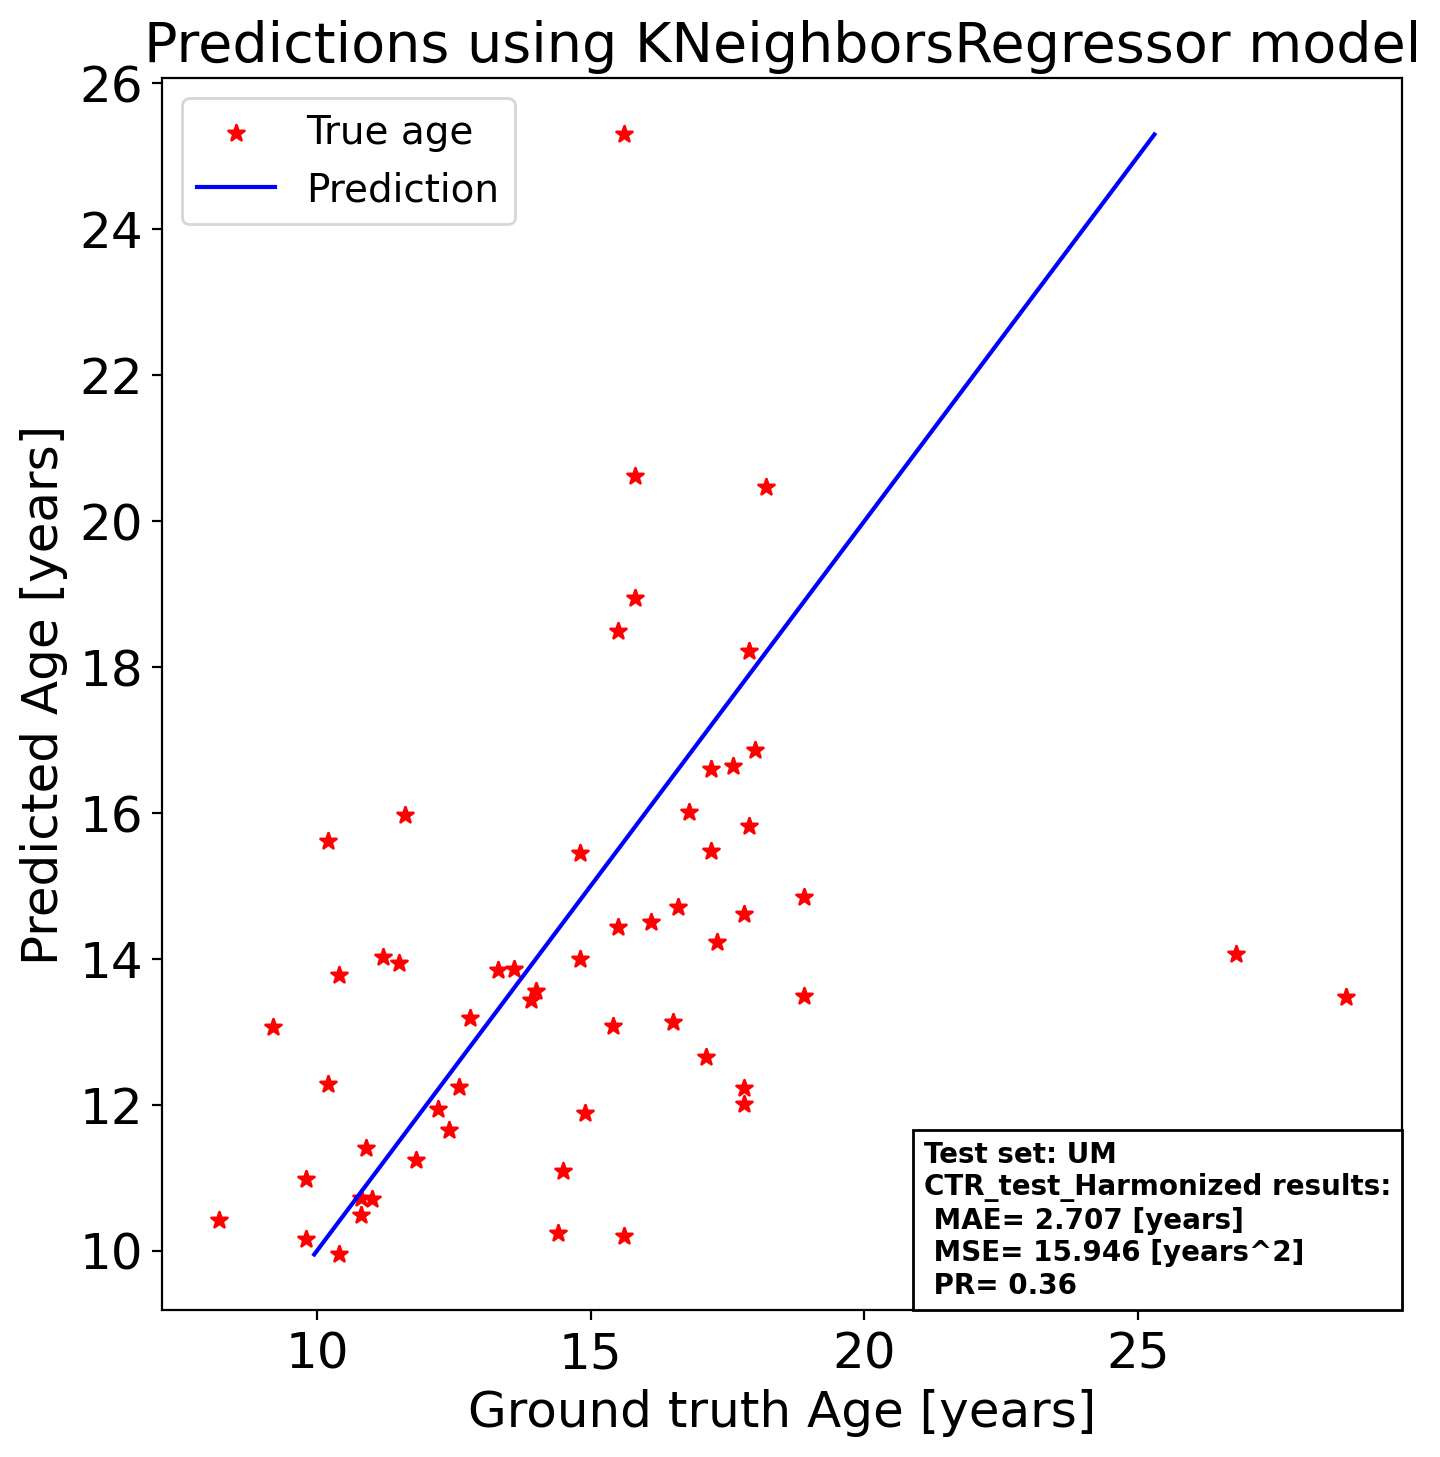 Predictions using KNeighborsRegressor model
26
24
22
20
18
16
14
12
10
Predicted Age [years]
True age
Prediction
Test set: UM
CTR_test_Harmonized results:
MAE= 2.707 [years]
MSE= 15.946 [years^2]
PR= 0.36
10 15 20 25
Ground truth Age [years]